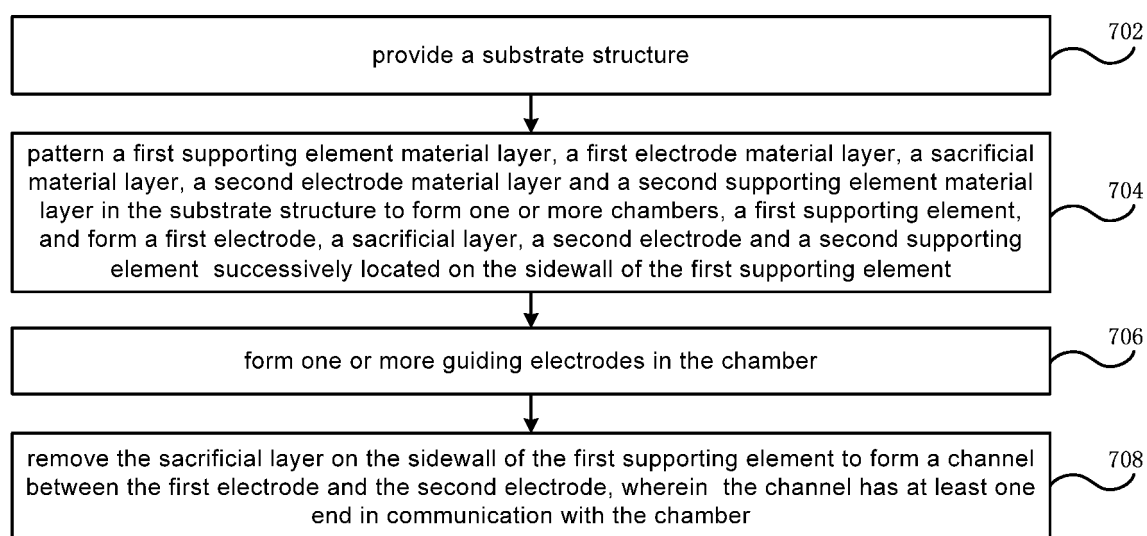 provide a substrate structure
702
pattern a first supporting element material layer, a first electrode material layer, a sacrificial
material layer, a second electrode material layer and a second supporting element material
layer in the substrate structure to form one or more chambers, a first supporting element,
and form a first electrode, a sacrificial layer, a second electrode and a second supporting
element successively located on the sidewall of the first supporting element
704
form one or more guiding electrodes in the chamber
706
remove the sacrificial layer on the sidewall of the first supporting element to form a channel
between the first electrode and the second electrode, wherein the channel has at least one
end in communication with the chamber
708